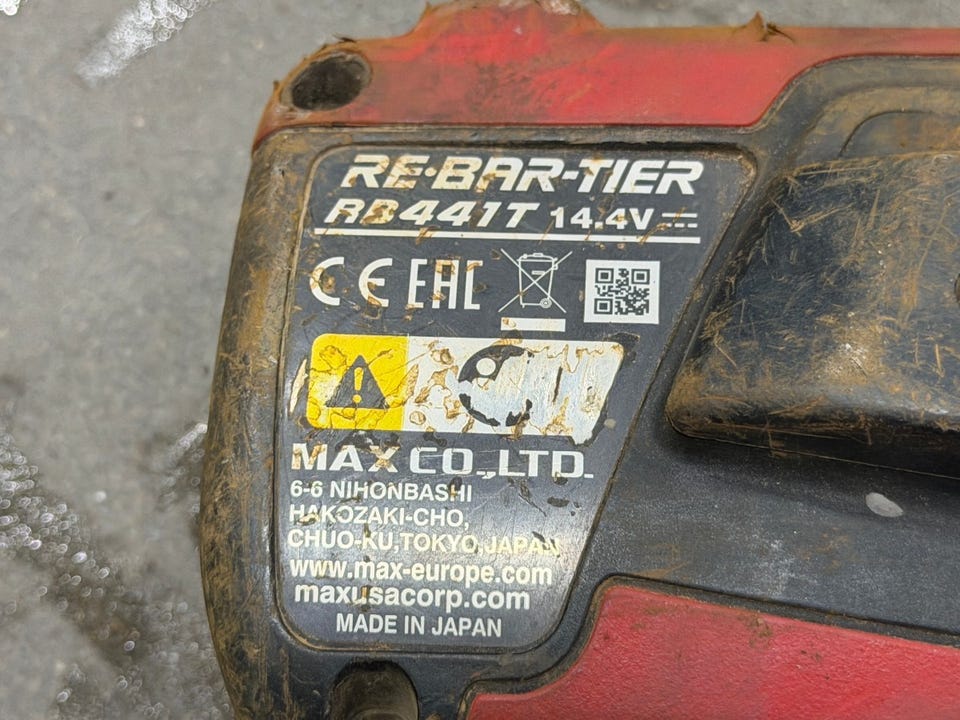 RE·BAR-TIER
RB441T 14.4V
CE EAC
MAX CO.,LTD.
6-6 NIHONBASHI
HAKOZAKI-CHO,
CHUO-KU,TOKYO,JAPAN
www.max-europe.com
maxusacorp.com
MADE IN JAPAN